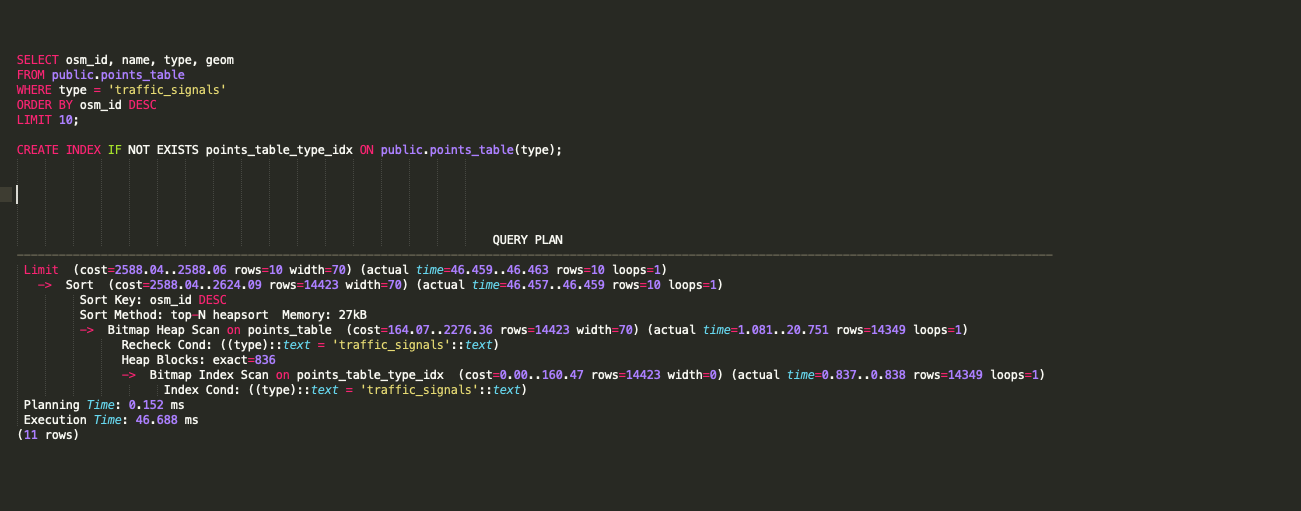 SELECT osm_id, name, type, geom
FROM public.points_table
WHERE type = 'traffic_signals'
ORDER BY osm_id DESC
LIMIT 10;
CREATE INDEX IF NOT EXISTS points_table_type_idx ON public.points_table(type);
QUERY PLAN
Limit  (cost=2588.04..2588.06 rows=10 width=70) (actual time=46.459..46.463 rows=10 loops=1)
->  Sort  (cost=2588.04..2624.09 rows=14423 width=70) (actual time=46.457..46.459 rows=10 loops=1)
Sort Key: osm_id DESC
Sort Method: top-N heapsort  Memory: 27kB
->  Bitmap Heap Scan on points_table  (cost=164.07..2276.36 rows=14423 width=70) (actual time=1.081..20.751 rows=14349 loops=1)
Recheck Cond: ((type)::text = 'traffic_signals'::text)
Heap Blocks: exact=836
->  Bitmap Index Scan on points_table_type_idx  (cost=0.00..160.47 rows=14423 width=0) (actual time=0.837..0.838 rows=14349 loops=1)
Index Cond: ((type)::text = 'traffic_signals'::text)
Planning Time: 0.152 ms
Execution Time: 46.688 ms
(11 rows)